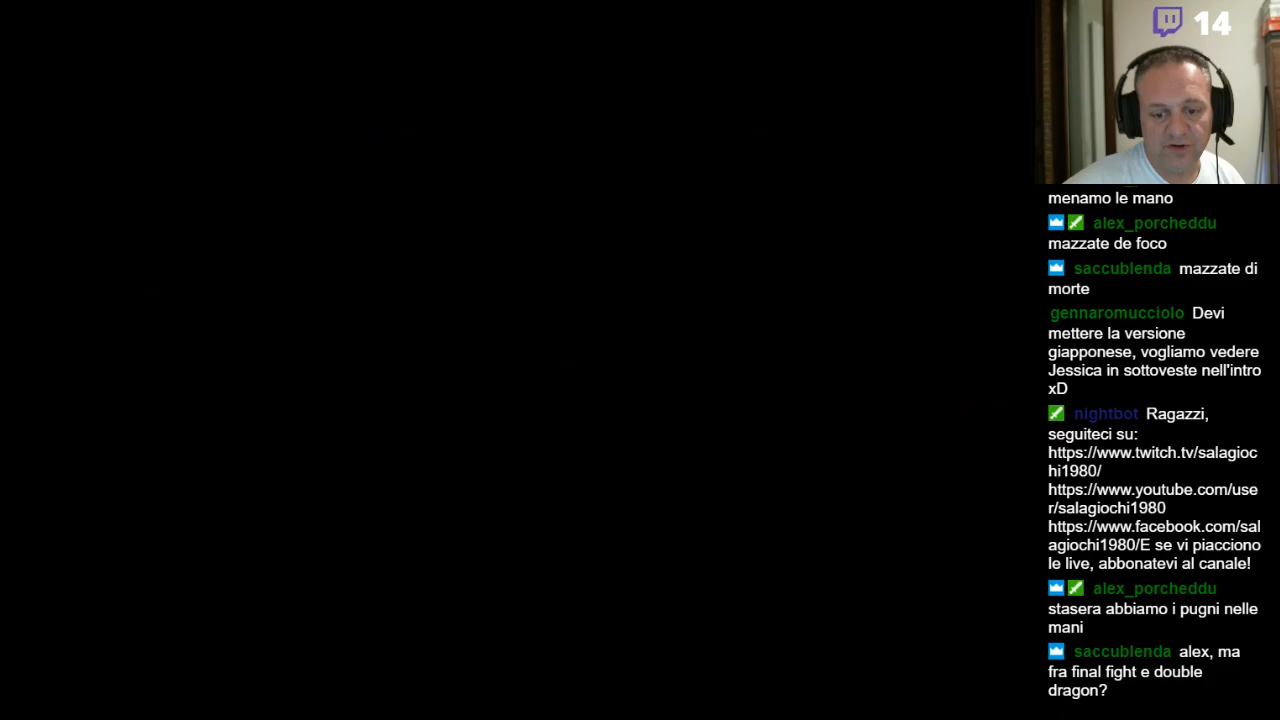 14
menamo le mano
alex_porcheddu
mazzate de foco
saccublenda mazzate di
morte
gennaromucciolo Devi
mettere la versione
giapponese, vogliamo vedere
Jessica in sottoveste nell'intro
xD
nightbot Ragazzi,
seguiteci su:
https://www.twitch.tv/salagioc
hi1980/
https://www.youtube.com/use
r/salagiochi1980
https://www.facebook.com/sal
agiochi1980/E se vi piacciono
le live, abbonatevi al canale!
alex_porcheddu
stasera abbiamo i pugni nelle
mani
saccublenda alex, ma
fra final fight e double
dragon?